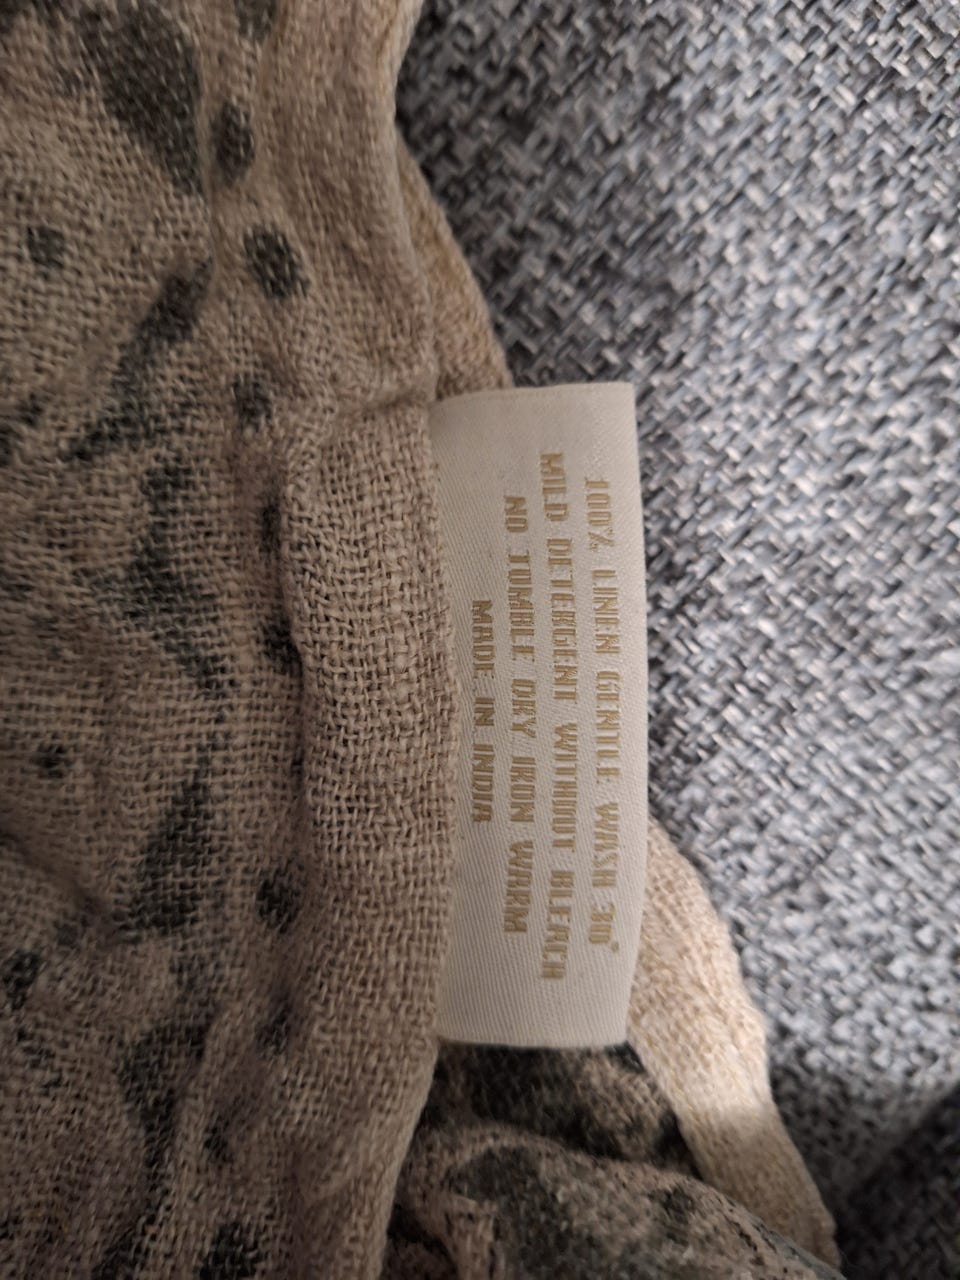 100% LINEN GENTLE WASH 30°
MILD DETERGENT WITHOUT BLEACH
NO TUMBLE DRY / IRON WARM
MADE IN INDIA